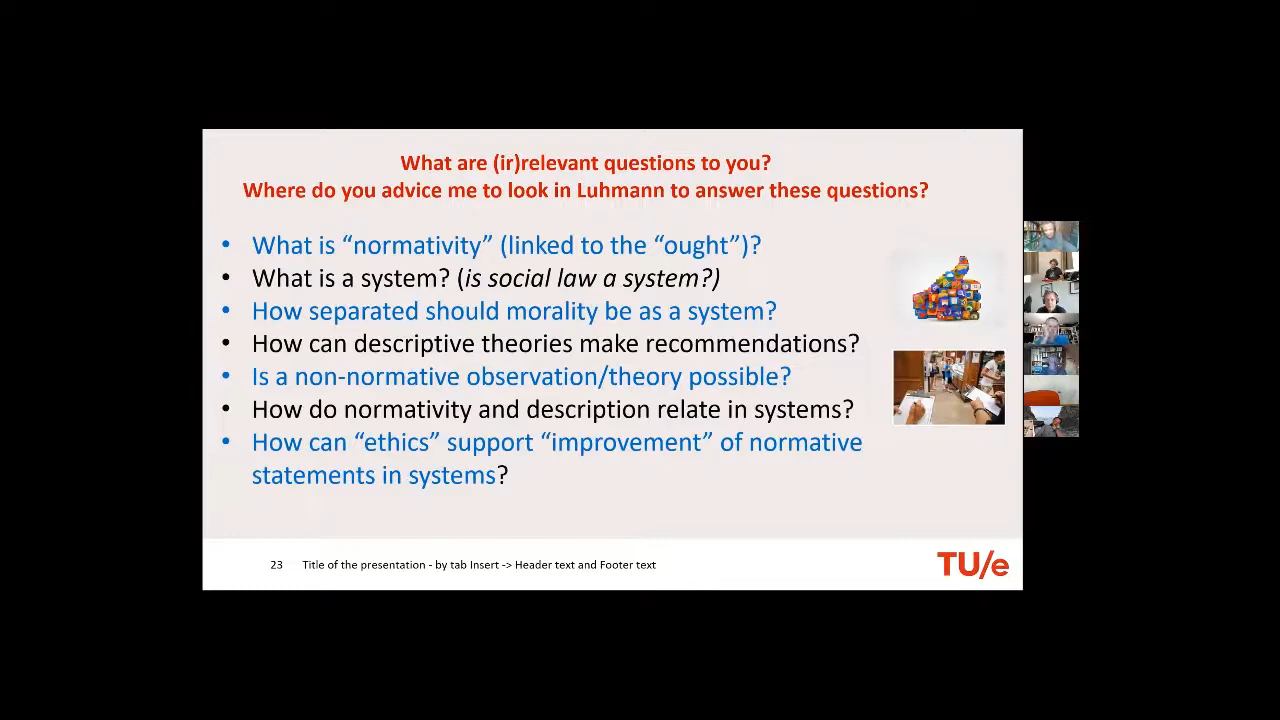 What are (ir)relevant questions to you?
Where do you advice me to look in Luhmann to answer these questions?
• What is “normativity” (linked to the “ought”)?
• What is a system? (is social law a system?)
• How separated should morality be as a system?
• How can descriptive theories make recommendations?
• Is a non-normative observation/theory possible?
• How do normativity and description relate in systems?
• How can “ethics” support “improvement” of normative
statements in systems?
23 Title of the presentation - by tab Insert -> Header text and Footer text
TU/e